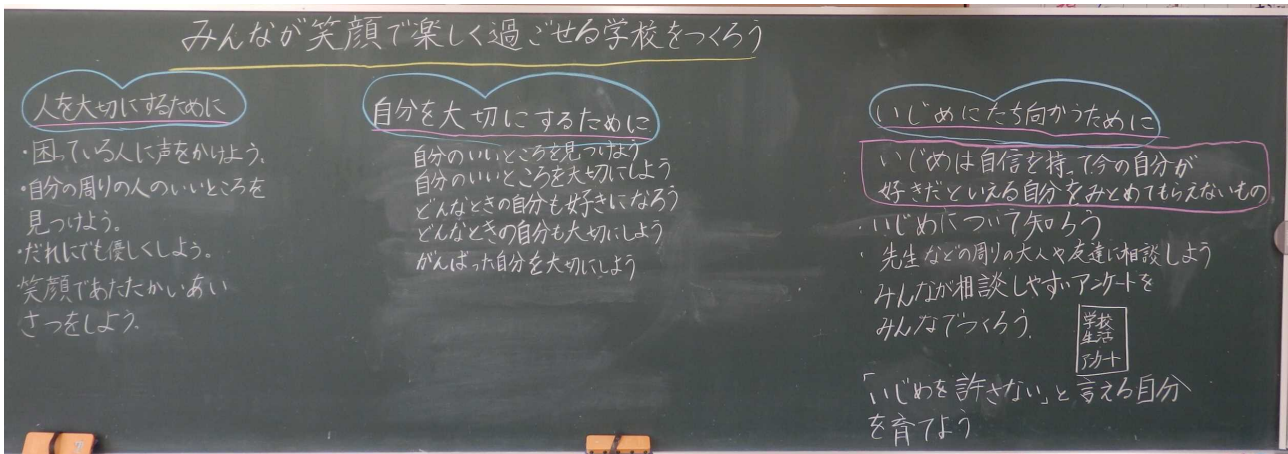 みんなが笑顔で楽しく過ごせる学校をつくろう
人を大切にするために
・困っている人に声をかけよう。
・自分の周りの人のいいところを
見つけよう。
・だれにでも優しくしよう。
笑顔であたたかいあい
さつをしよう。
自分を大切にするために
自分のいいところを見つけよう
自分のいいところを大切にしよう
どんなときの自分も好きになろう
どんなときの自分も大切にしよう
がんばった自分を大切にしよう
いじめにたち向かうために
いじめは自信を持って今の自分が
好きだといえる自分をみとめてもらえないもの
・いじめについて知ろう
・先生などの周りの大人や友達に相談しよう
・みんなが相談しやすいアンケートを
みんなでつくろう。
学校
生活
アンケート
「いじめを許さない」と言える自分
を育てよう